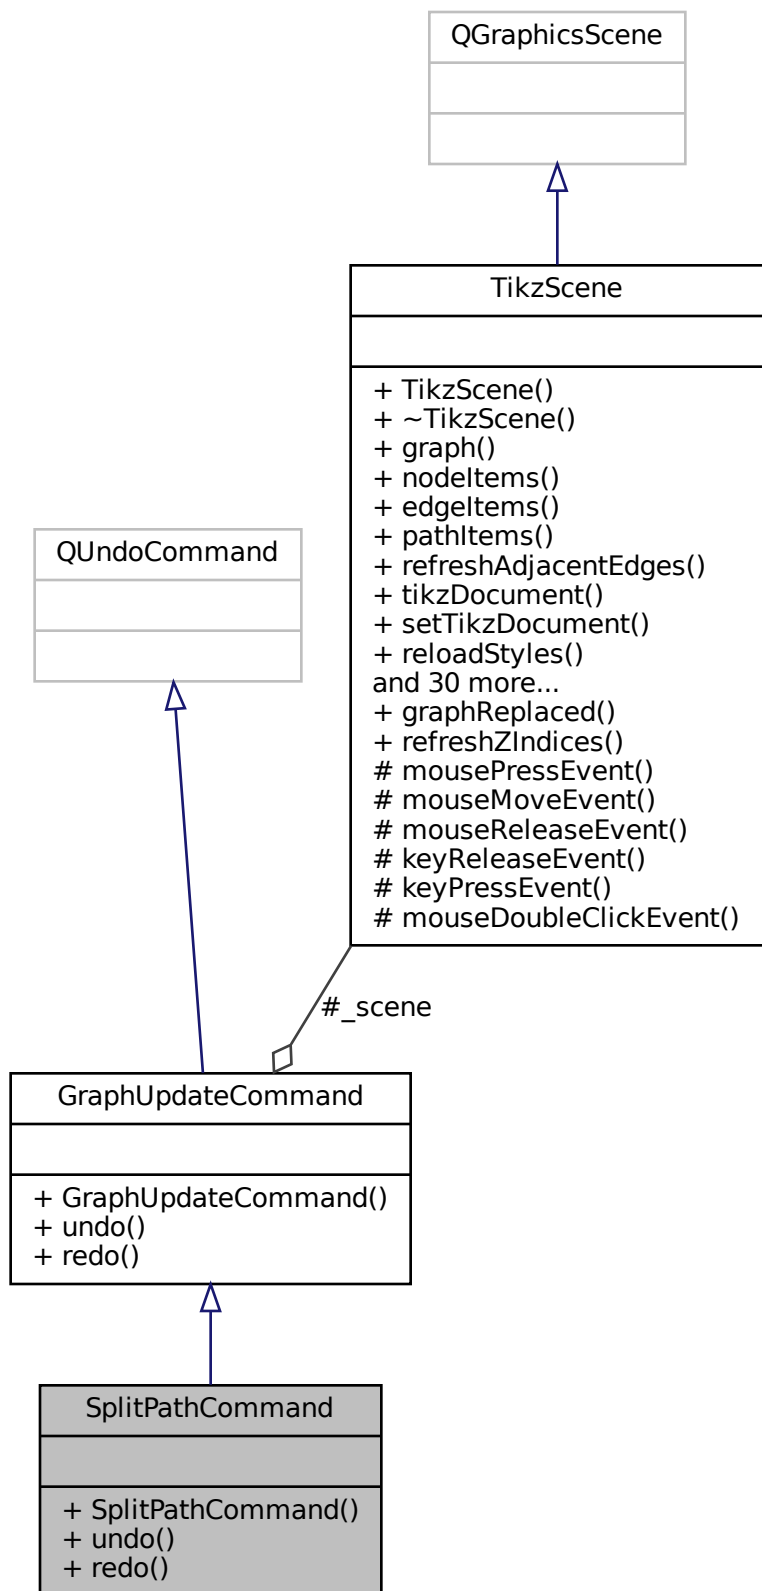 QGraphicsScene
TikzScene
+ TikzScene()
+ ~TikzScene()
+ graph()
+ nodeItems()
+ edgeItems()
+ pathItems()
+ refreshAdjacentEdges()
+ tikzDocument()
+ setTikzDocument()
+ reloadStyles()
and 30 more...
+ graphReplaced()
+ refreshZIndices()
# mousePressEvent()
# mouseMoveEvent()
# mouseReleaseEvent()
# keyReleaseEvent()
# keyPressEvent()
# mouseDoubleClickEvent()
QUndoCommand
#_scene
GraphUpdateCommand
+ GraphUpdateCommand()
+ undo()
+ redo()
SplitPathCommand
+ SplitPathCommand()
+ undo()
+ redo()